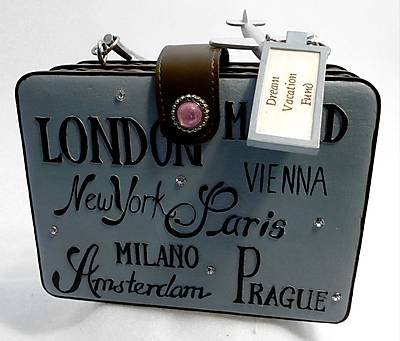 Dream
Vacation
Fund
LONDON
VIENNA
New York Paris
MILANO
Amsterdam PRAGUE